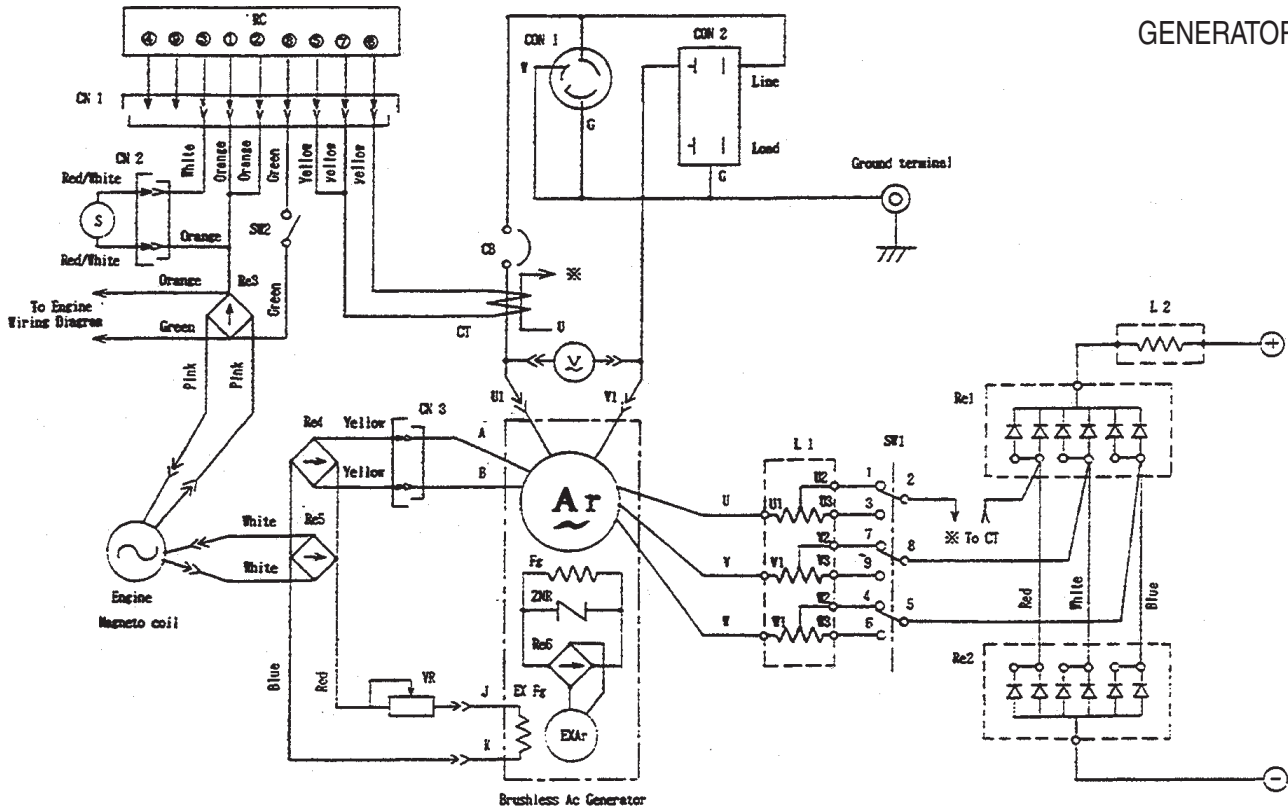 GENERATOR
RC
④ ⑨ ③ ① ② ⑧ ⑤ ⑦ ⑥
CN 1
CON 1
CON 2
W
G
Line
Load
G
Ground terminal
White
Orange
Orange
Green
Yellow
yellow
yellow
CN 2
Red/White
S
Orange
Red/White
SW2
Orange
Re3
To Engine
Wiring Diagram
Green
Green
Pink
Pink
CB
※
CT
U
V
U1
V1
L 2
+
Re1
Re4
Yellow
CN 3
A
Yellow
B
Ar
L 1
SW1
U
U1
U2
U3
1
2
3
※ To CT
V
V1
V2
V3
7
8
9
W
W1
W2
W3
4
5
6
White
Re5
White
Engine
Magneto coil
Fg
ZNR
Re6
EXAr
Red
White
Blue
Re2
Blue
Red
VR
J
EX Fg
K
Brushless Ac Generator
−